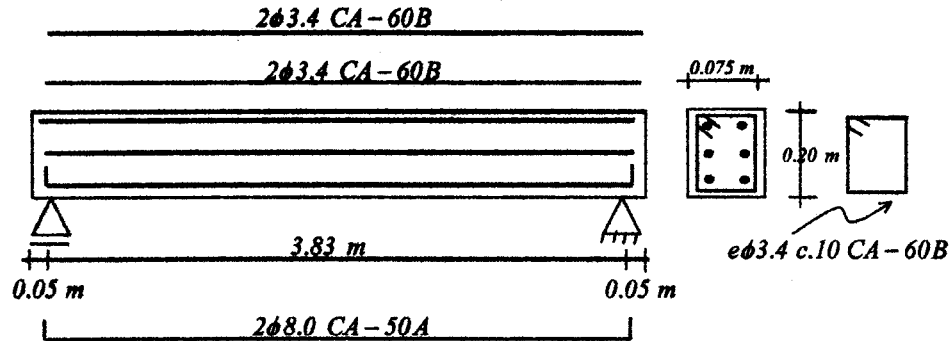 2ϕ3.4 CA-60B
2ϕ3.4 CA-60B
0.075 m
0.20 m
3.83 m
eϕ3.4 c.10 CA-60B
0.05 m
0.05 m
2ϕ8.0 CA-50A